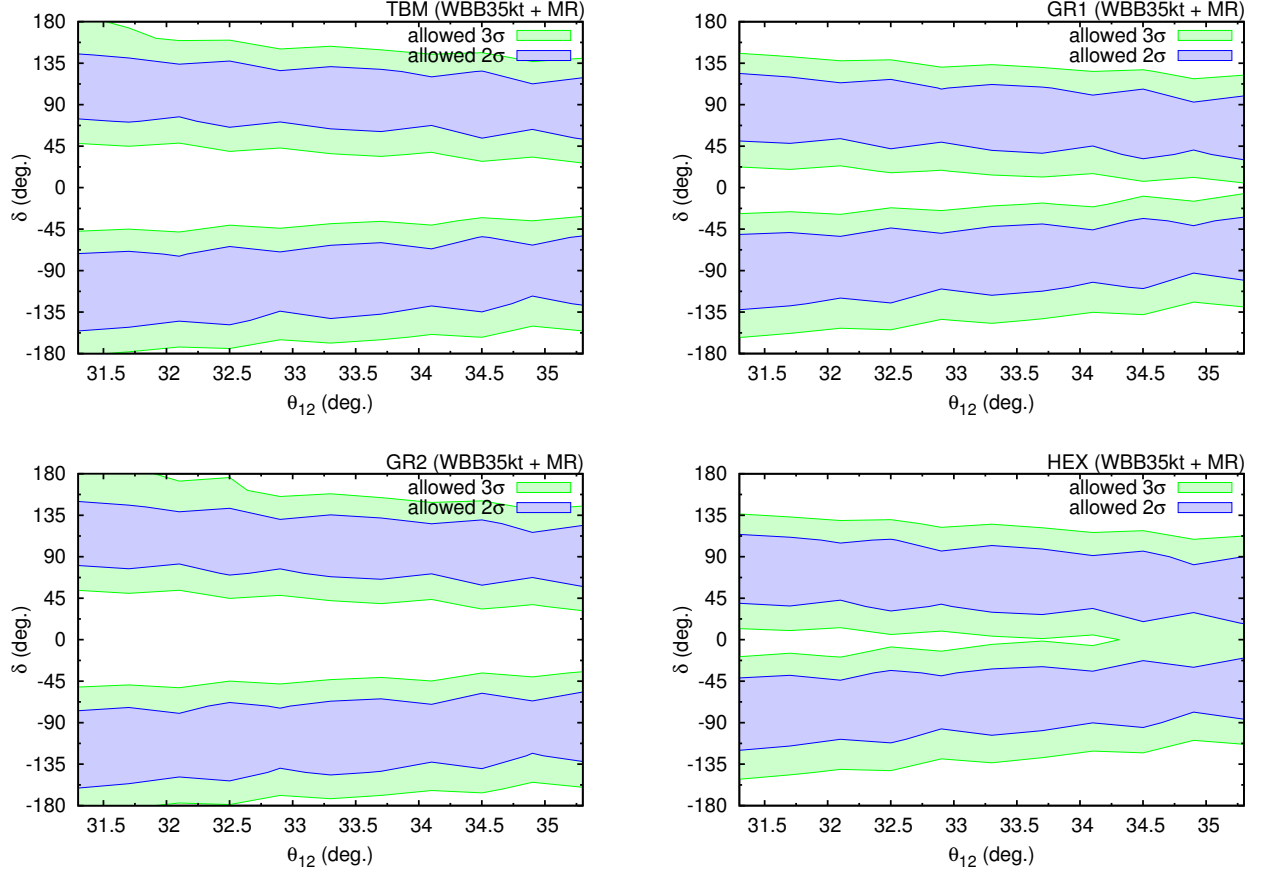 TBM (WBB35kt + MR)
allowed 3σ
allowed 2σ
180
135
90
45
0
-45
-90
-135
-180
δ (deg.)
31.5 32 32.5 33 33.5 34 34.5 35
θ12 (deg.)
GR1 (WBB35kt + MR)
allowed 3σ
allowed 2σ
180
135
90
45
0
-45
-90
-135
-180
δ (deg.)
31.5 32 32.5 33 33.5 34 34.5 35
θ12 (deg.)
GR2 (WBB35kt + MR)
allowed 3σ
allowed 2σ
180
135
90
45
0
-45
-90
-135
-180
δ (deg.)
31.5 32 32.5 33 33.5 34 34.5 35
θ12 (deg.)
HEX (WBB35kt + MR)
allowed 3σ
allowed 2σ
180
135
90
45
0
-45
-90
-135
-180
δ (deg.)
31.5 32 32.5 33 33.5 34 34.5 35
θ12 (deg.)